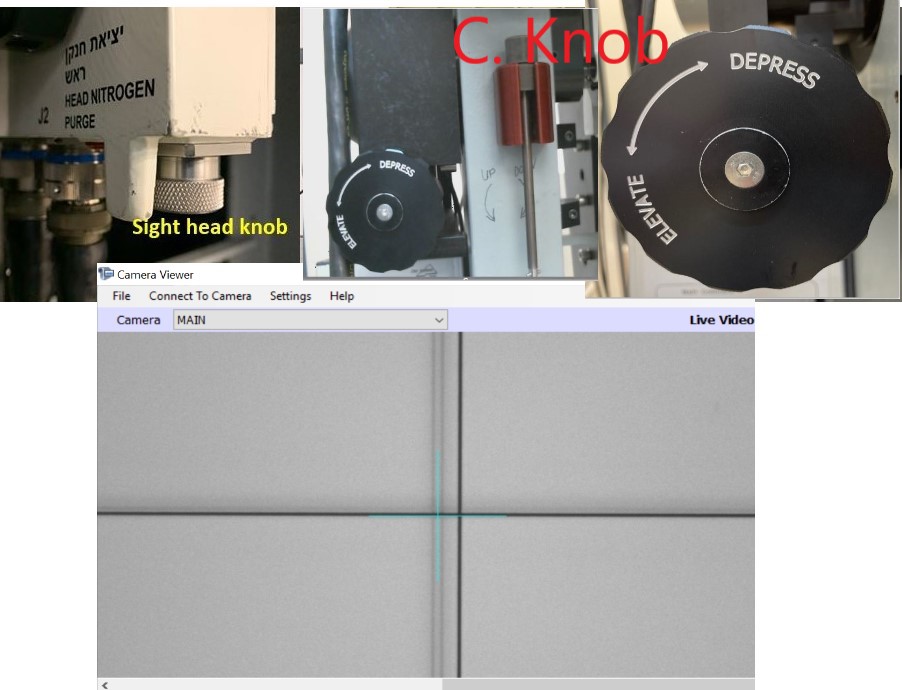 יציאת חנקן
ראש
HEAD NITROGEN
PURGE
J2
Sight head knob
C. Knob
DEPRESS
ELEVATE
DEPRESS
ELEVATE
Camera Viewer
File Connect To Camera Settings Help
Camera MAIN Live Video